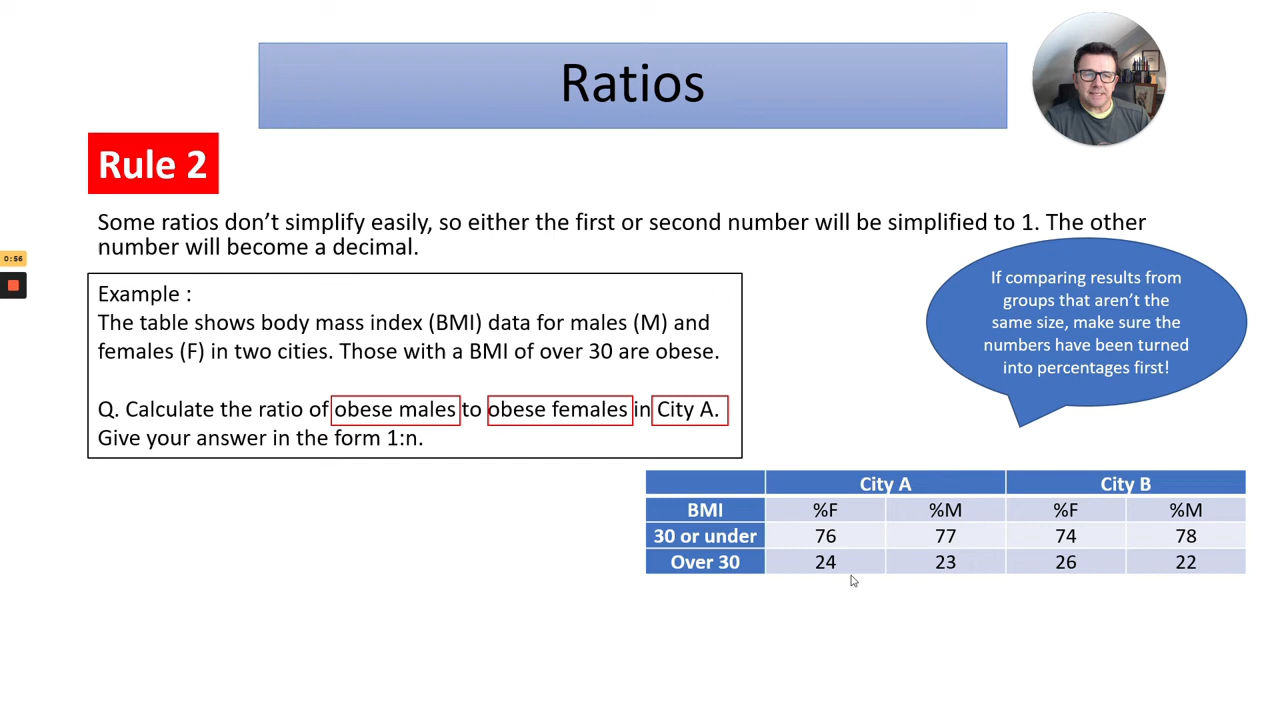 Ratios
Rule 2
Some ratios don’t simplify easily, so either the first or second number will be simplified to 1. The other
number will become a decimal.
0:56
Example :
The table shows body mass index (BMI) data for males (M) and
females (F) in two cities. Those with a BMI of over 30 are obese.
Q. Calculate the ratio of obese males to obese females in City A.
Give your answer in the form 1:n.
If comparing results from
groups that aren’t the
same size, make sure the
numbers have been turned
into percentages first!
City A City B
BMI %F %M %F %M
30 or under 76 77 74 78
Over 30 24 23 26 22